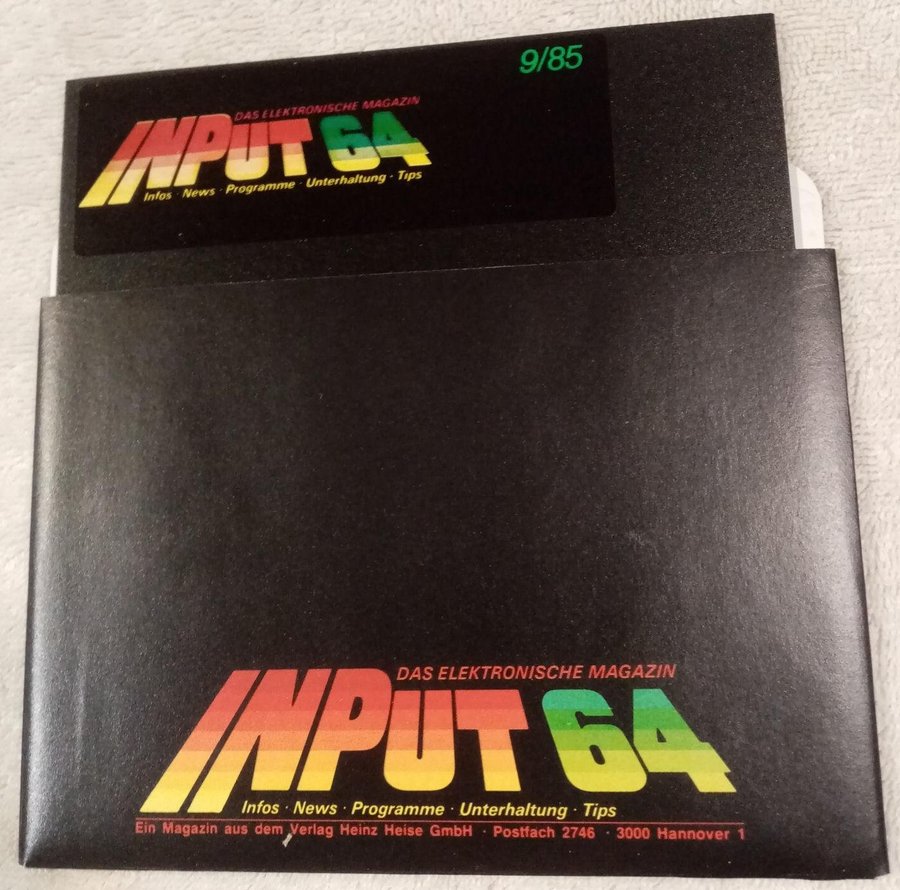 9/85
DAS ELEKTRONISCHE MAGAZIN
INPUT 64
Infos · News · Programme · Unterhaltung · Tips
DAS ELEKTRONISCHE MAGAZIN
INPUT 64
Infos · News · Programme · Unterhaltung · Tips
Ein Magazin aus dem Verlag Heinz Heise GmbH · Postfach 2746 · 3000 Hannover 1